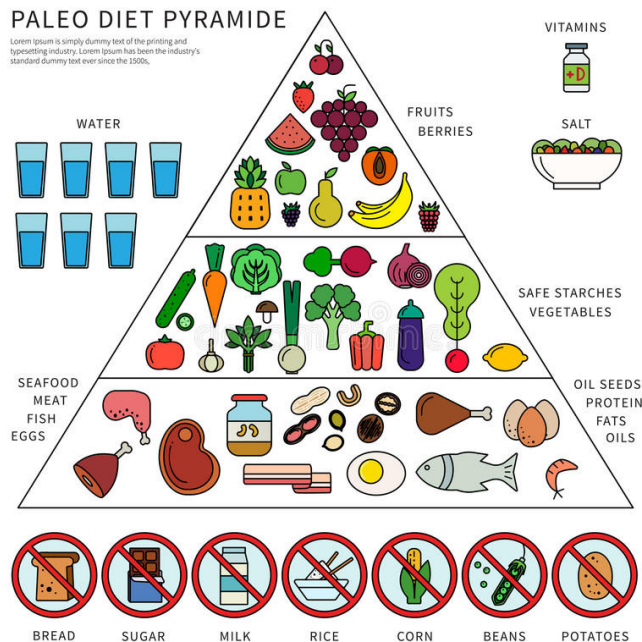 PALEO DIET PYRAMIDE
Lorem Ipsum is simply dummy text of the printing and
typesetting industry. Lorem Ipsum has been the industry's
standard dummy text ever since the 1500s,
VITAMINS
+D
WATER
FRUITS
BERRIES
SALT
SAFE STARCHES
VEGETABLES
SEAFOOD
MEAT
FISH
EGGS
OIL SEEDS
PROTEIN
FATS
OILS
BREAD
SUGAR
MILK
RICE
CORN
BEANS
POTATOES